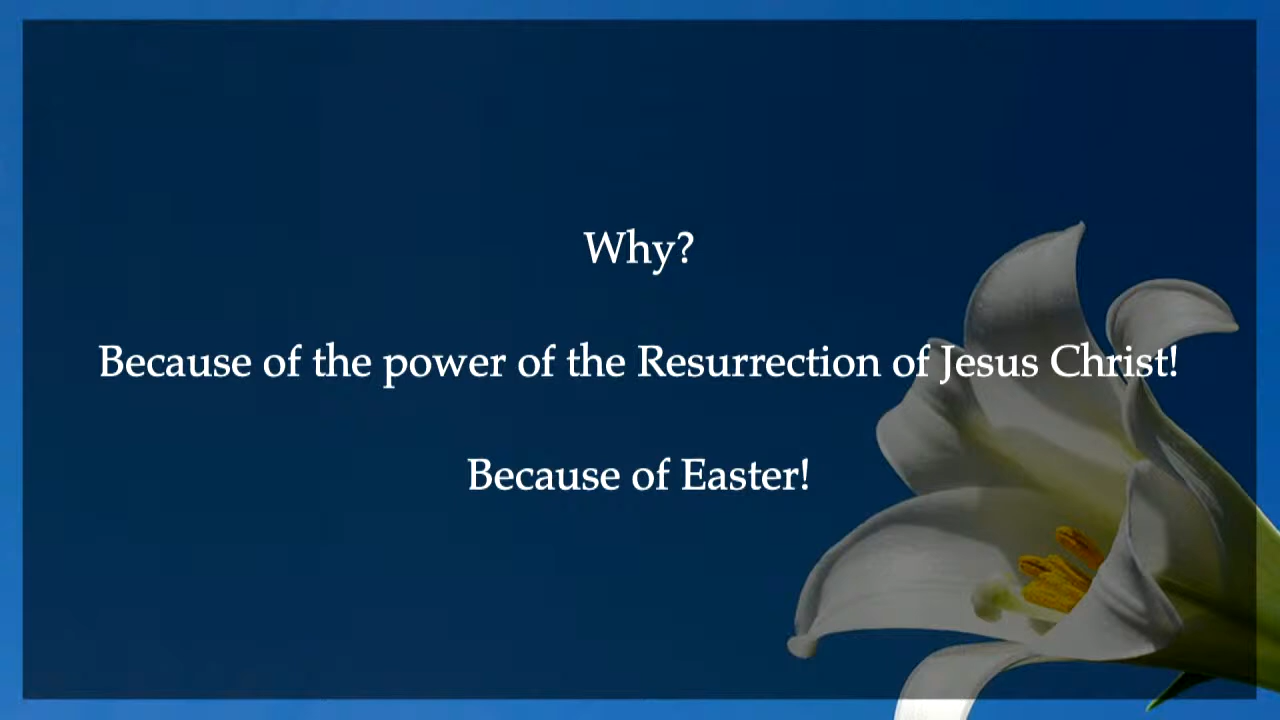 Why?
Because of the power of the Resurrection of Jesus Christ!
Because of Easter!